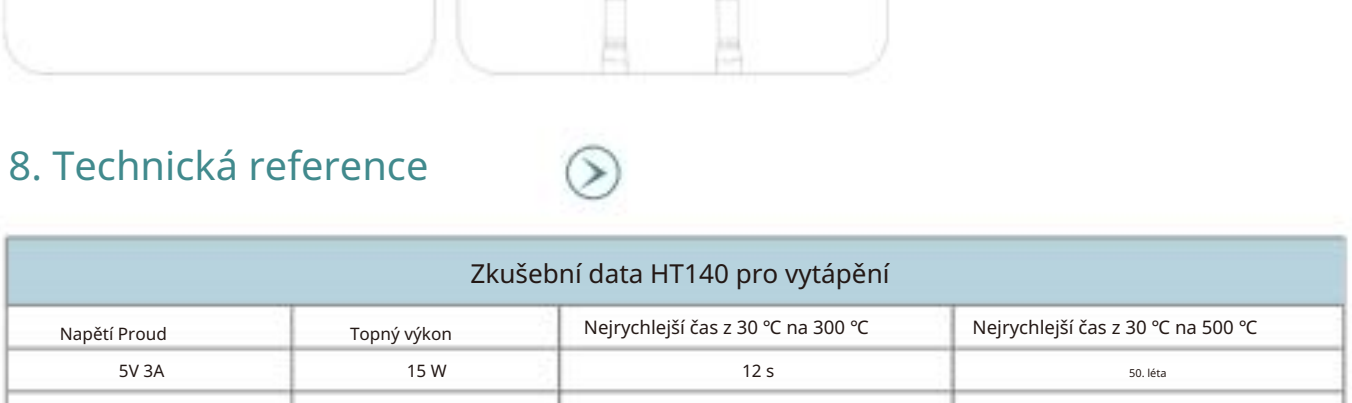 8. Technická reference
Zkušební data HT140 pro vytápění
Napětí Proud Topný výkon Nejrychlejší čas z 30 ℃ na 300 ℃ Nejrychlejší čas z 30 ℃ na 500 ℃
5V 3A 15 W 12 s 50. léta